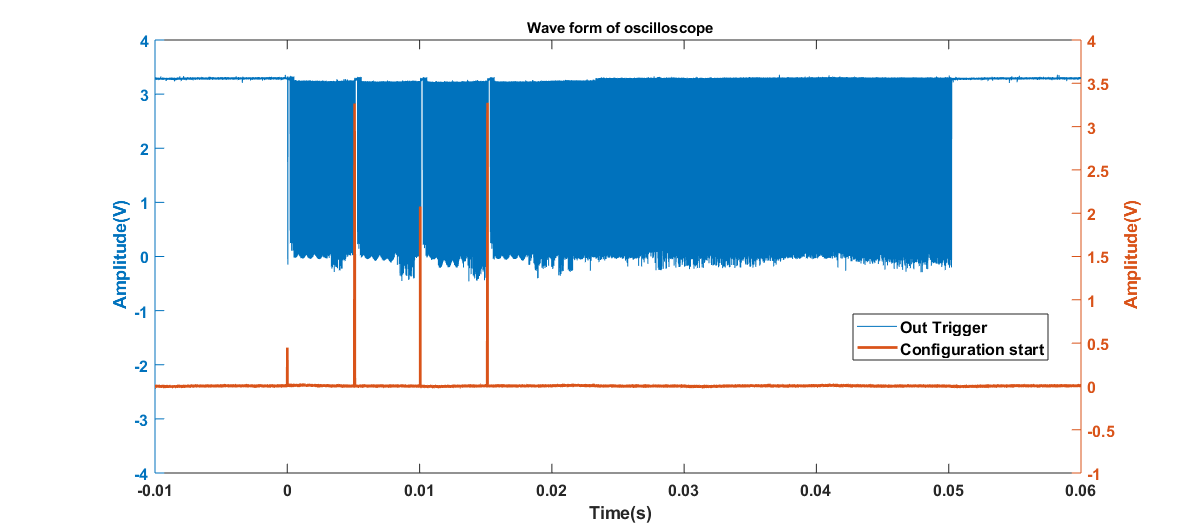 Wave form of oscilloscope
4
3
2
1
0
-1
-2
-3
-4
Amplitude(V)
4
3.5
3
2.5
2
1.5
1
0.5
0
-0.5
-1
Amplitude(V)
Out Trigger
Configuration start
-0.01 0 0.01 0.02 0.03 0.04 0.05 0.06
Time(s)